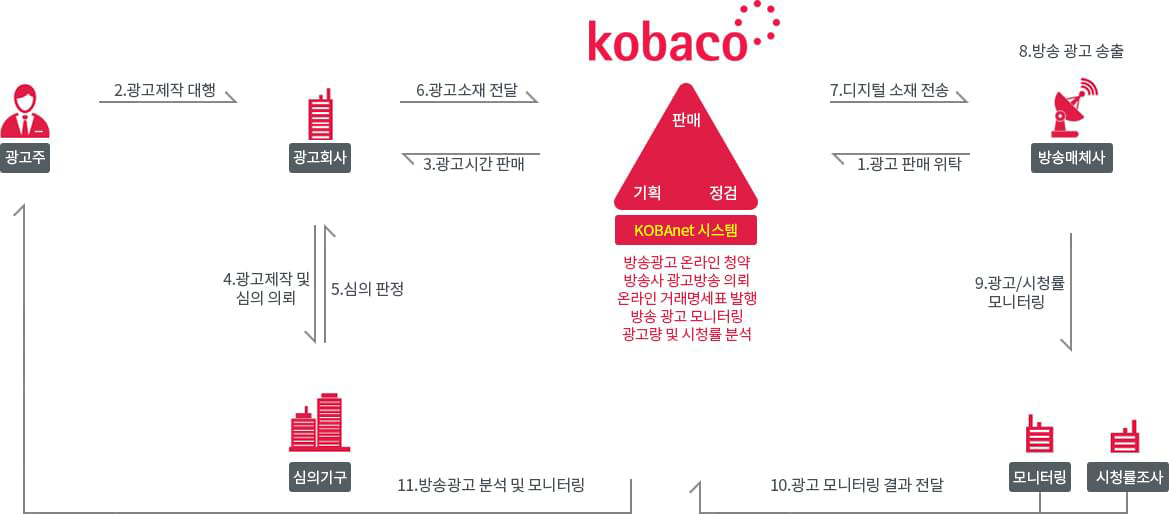 kobaco
8.방송 광고 송출
2.광고제작 대행
6.광고소재 전달
7.디지털 소재 전송
판매
광고주
광고회사
3.광고시간 판매
1.광고 판매 위탁
방송매체사
기획
정검
KOBAnet 시스템
방송광고 온라인 청약
방송사 광고방송 의뢰
온라인 거래명세표 발행
방송 광고 모니터링
광고량 및 시청률 분석
4.광고제작 및
심의 의뢰
5.심의 판정
9.광고/시청률
모니터링
심의기구
모니터링
시청률조사
11.방송광고 분석 및 모니터링
10.광고 모니터링 결과 전달